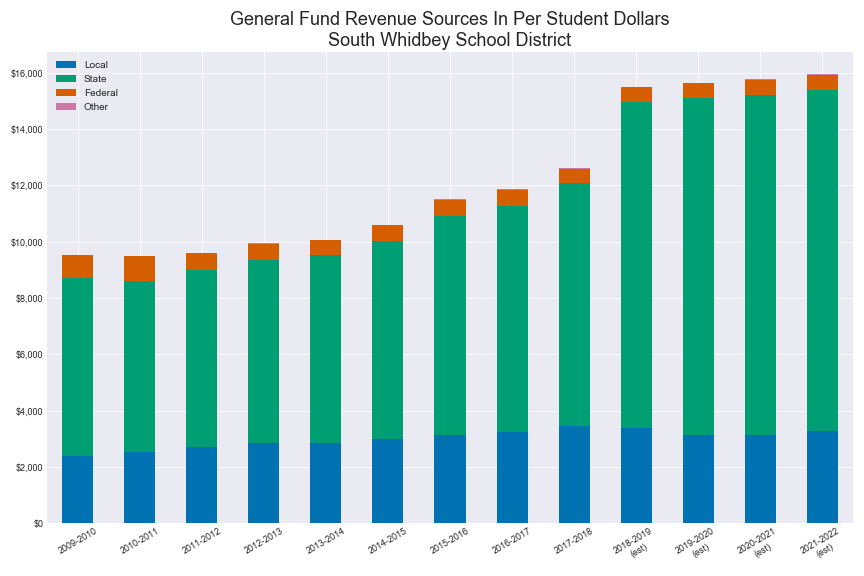 General Fund Revenue Sources In Per Student Dollars
South Whidbey School District
Local
State
Federal
Other
$16,000
$14,000
$12,000
$10,000
$8,000
$6,000
$4,000
$2,000
$0
2009-2010
2010-2011
2011-2012
2012-2013
2013-2014
2014-2015
2015-2016
2016-2017
2017-2018
2018-2019
(est)
2019-2020
(est)
2020-2021
(est)
2021-2022
(est)